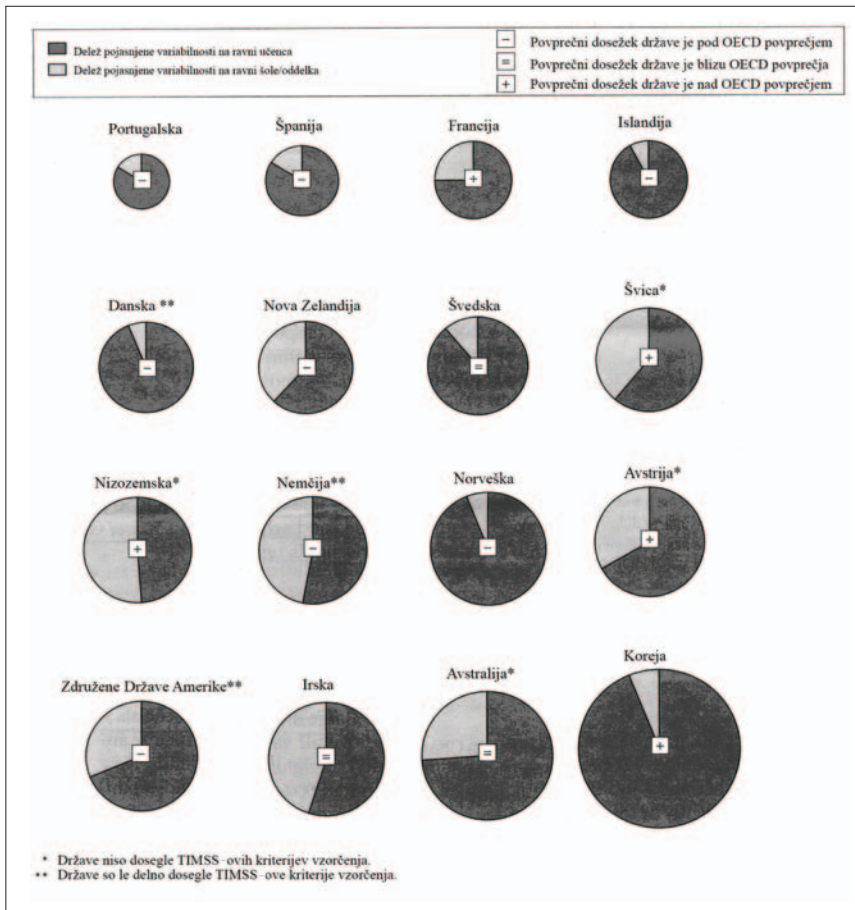 Delež pojasnjene variabilnosti na ravni učenca
Delež pojasnjene variabilnosti na ravni šole/oddelka
− Povprečni dosežek države je pod OECD povprečjem
= Povprečni dosežek države je blizu OECD povprečja
+ Povprečni dosežek države je nad OECD povprečjem
Portugalska Španija Francija Islandija
− − + −
Danska ** Nova Zelandija Švedska Švica*
− − = +
Nizozemska* Nemčija** Norveška Avstrija*
+ − − +
Združene Države Amerike** Irska Avstralija* Koreja
− = = +
* Države niso dosegle TIMSS-ovih kriterijev vzorčenja.
** Države so le delno dosegle TIMSS-ove kriterije vzorčenja.